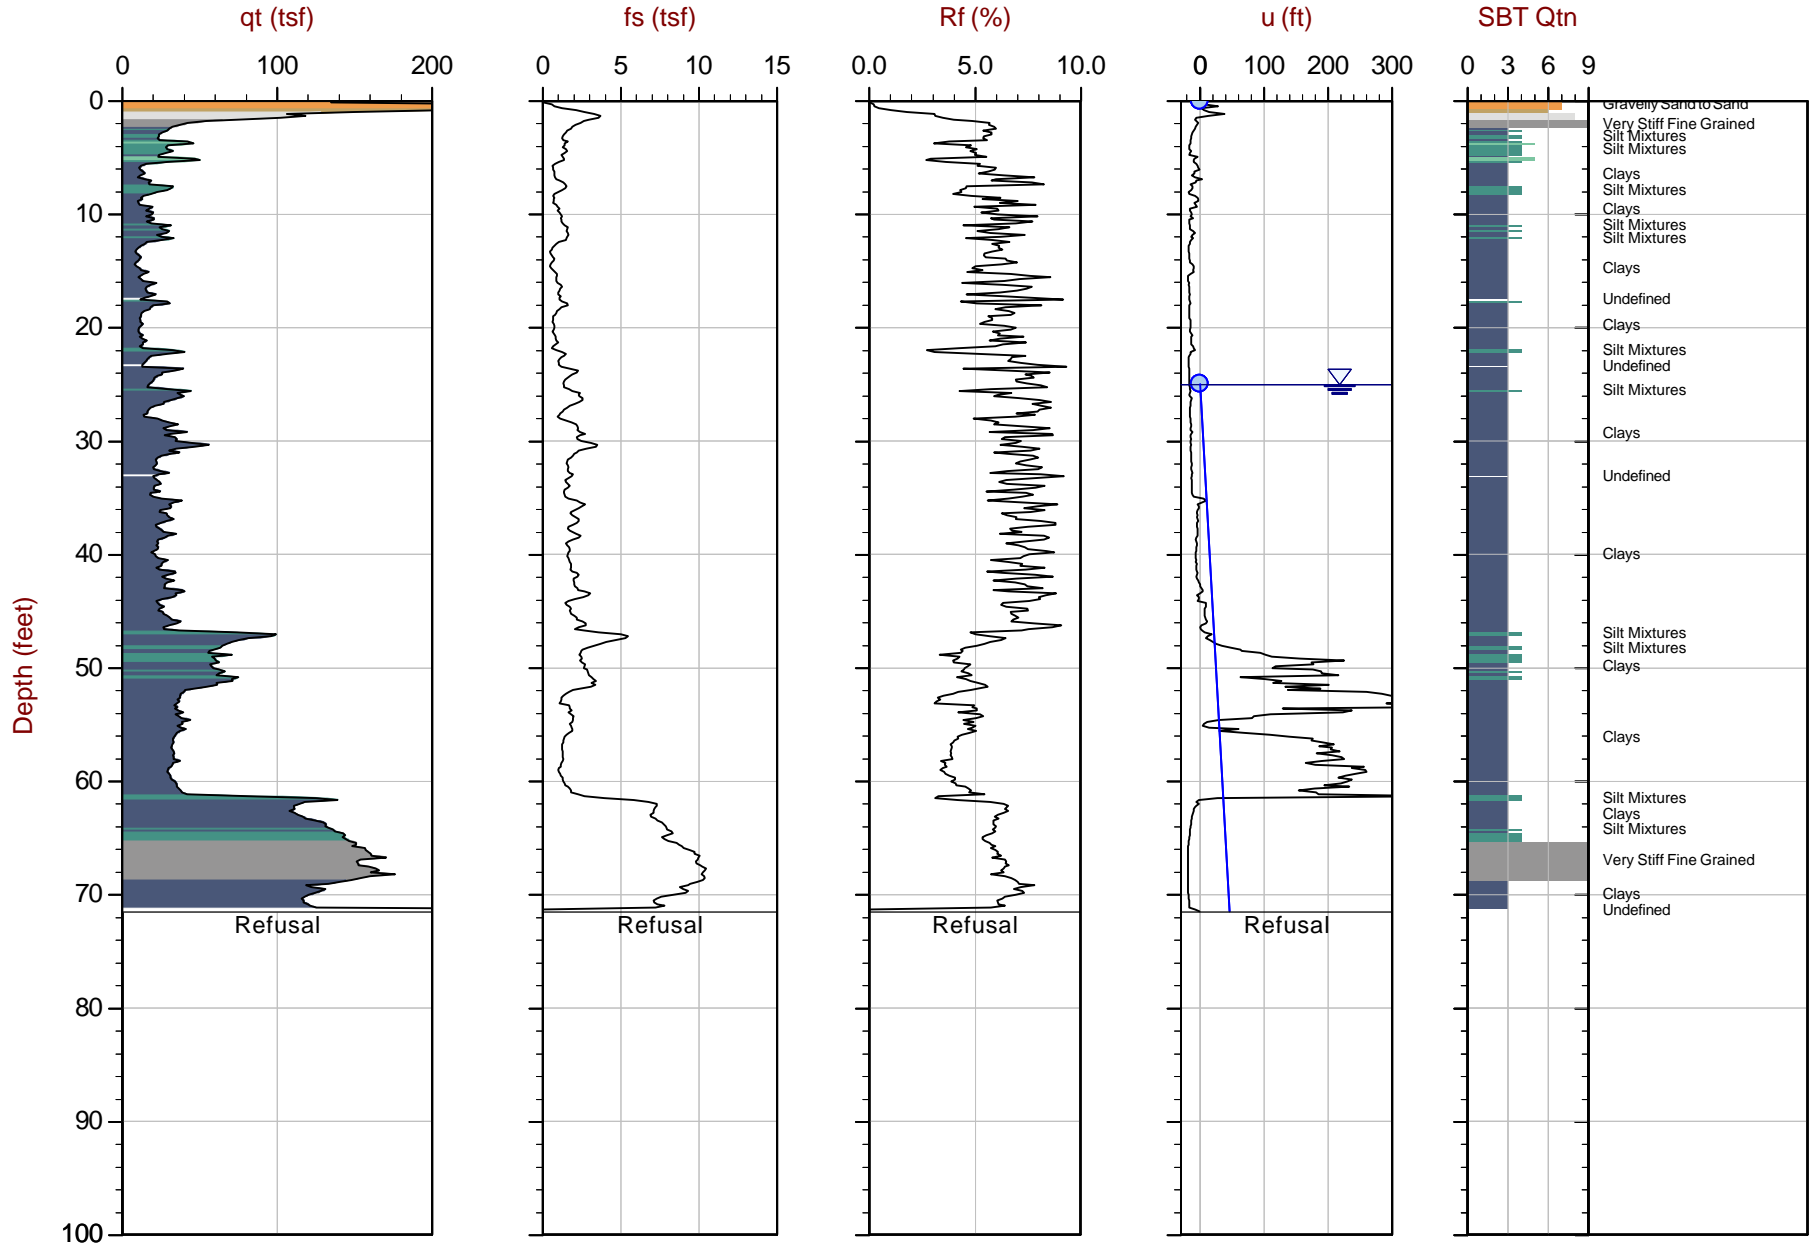 qt (tsf) fs (tsf) Rf (%) u (ft) SBT Qtn
0 100 200 0 5 10 15 0.0 5.0 10.0 0 100 200 300 0 3 6 9
0
10
20
30
40
50
60
70
80
90
100
Depth (feet)
Gravelly Sand to Sand
Very Stiff Fine Grained
Silt Mixtures
Silt Mixtures
Clays
Silt Mixtures
Clays
Silt Mixtures
Silt Mixtures
Clays
Undefined
Clays
Silt Mixtures
Undefined
Silt Mixtures
Clays
Undefined
Clays
Silt Mixtures
Silt Mixtures
Clays
Clays
Silt Mixtures
Clays
Silt Mixtures
Very Stiff Fine Grained
Clays
Undefined
Refusal Refusal Refusal Refusal